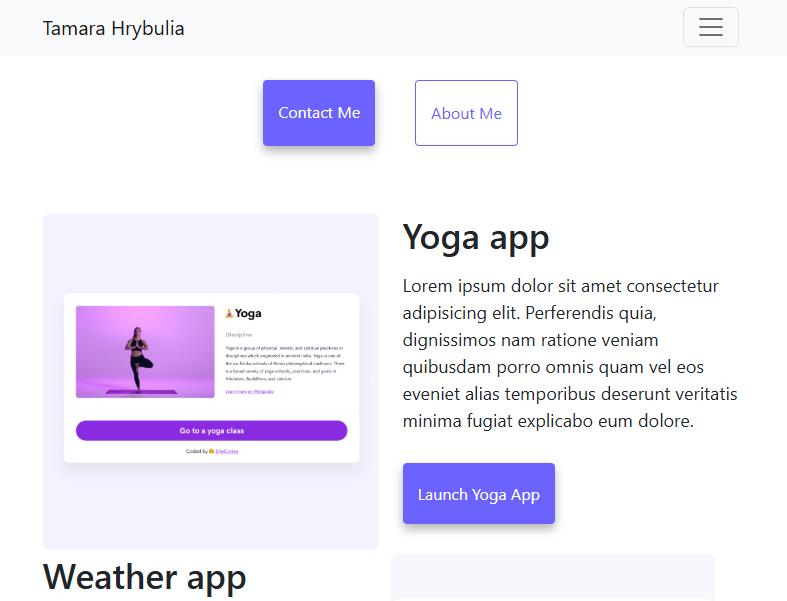 Tamara Hrybulia
Contact Me
About Me
🧘Yoga
Discipline
Yoga is a group of physical, mental, and spiritual practices or
disciplines which originated in ancient India. Yoga is one of
the six Āstika schools of Hindu philosophical traditions. There
is a broad variety of yoga schools, practices, and goals in
Hinduism, Buddhism, and Jainism.
Learn more on Wikipedia
Go to a yoga class
Coded by SheCodes
Yoga app
Lorem ipsum dolor sit amet consectetur
adipisicing elit. Perferendis quia,
dignissimos nam ratione veniam
quibusdam porro omnis quam vel eos
eveniet alias temporibus deserunt veritatis
minima fugiat explicabo eum dolore.
Launch Yoga App
Weather app